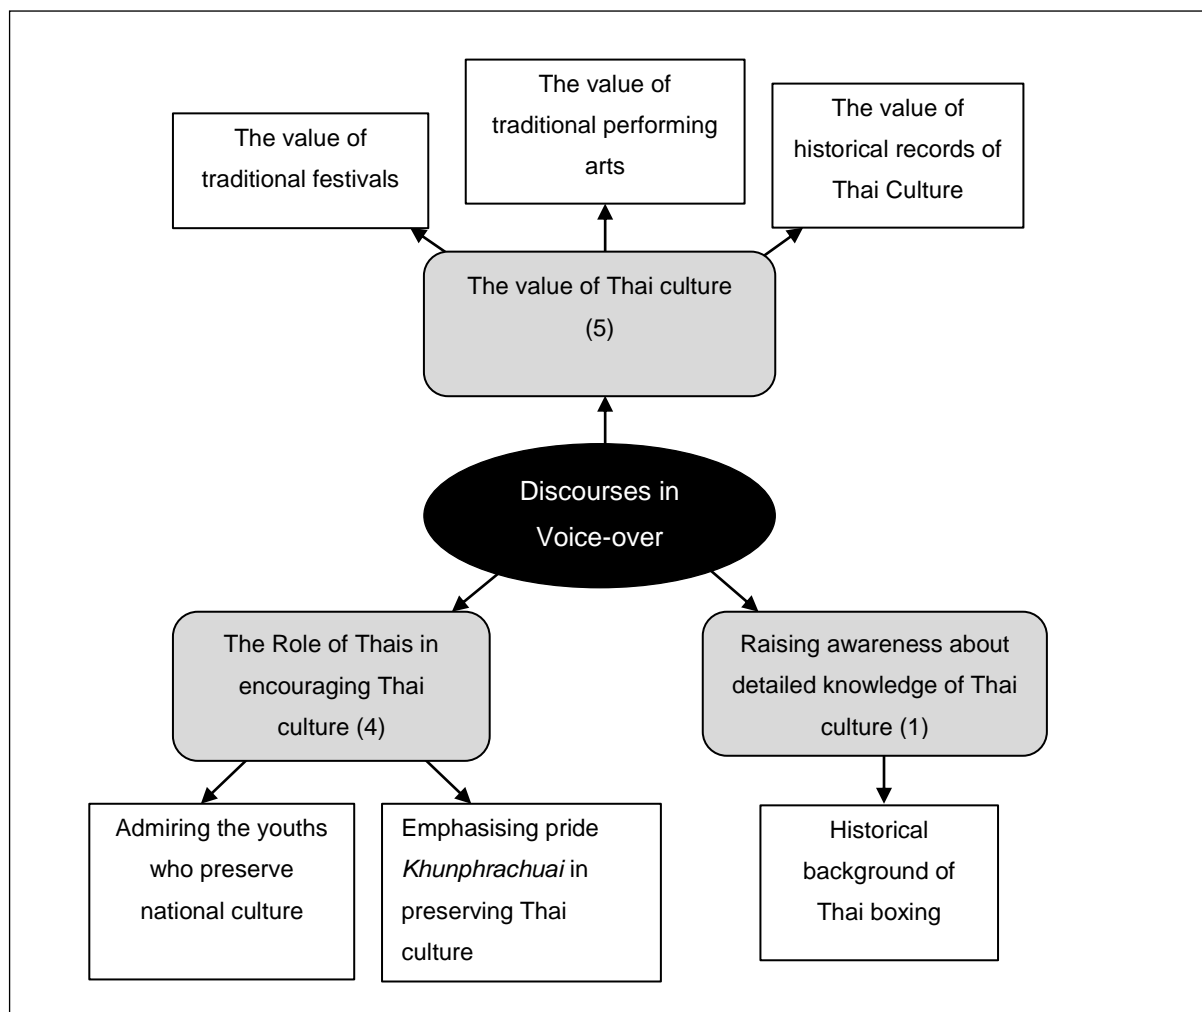 The value of
traditional festivals
The value of
traditional performing
arts
The value of
historical records of
Thai Culture
The value of Thai culture
(5)
Discourses in
Voice-over
The Role of Thais in
encouraging Thai
culture (4)
Raising awareness about
detailed knowledge of Thai
culture (1)
Admiring the youths
who preserve
national culture
Emphasising pride
Khunphrachuai in
preserving Thai
culture
Historical
background of
Thai boxing